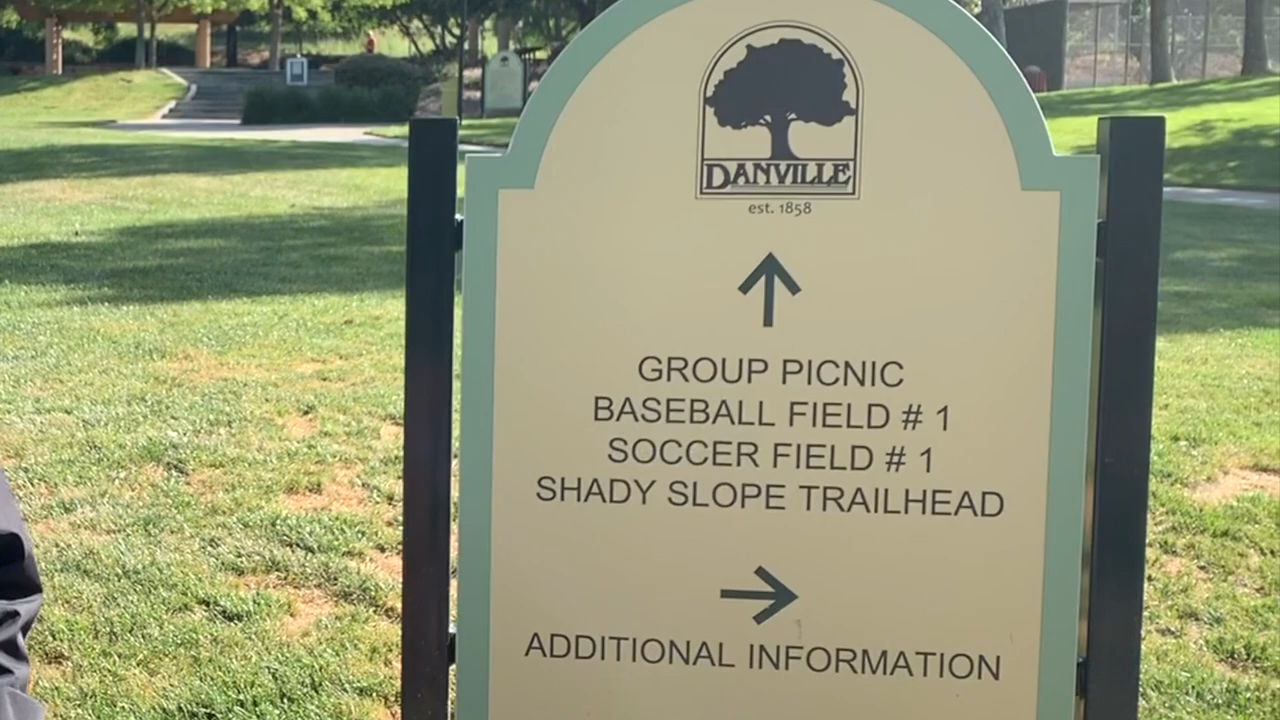 DANVILLE
est. 1858
↑
GROUP PICNIC
BASEBALL FIELD # 1
SOCCER FIELD # 1
SHADY SLOPE TRAILHEAD
→
ADDITIONAL INFORMATION